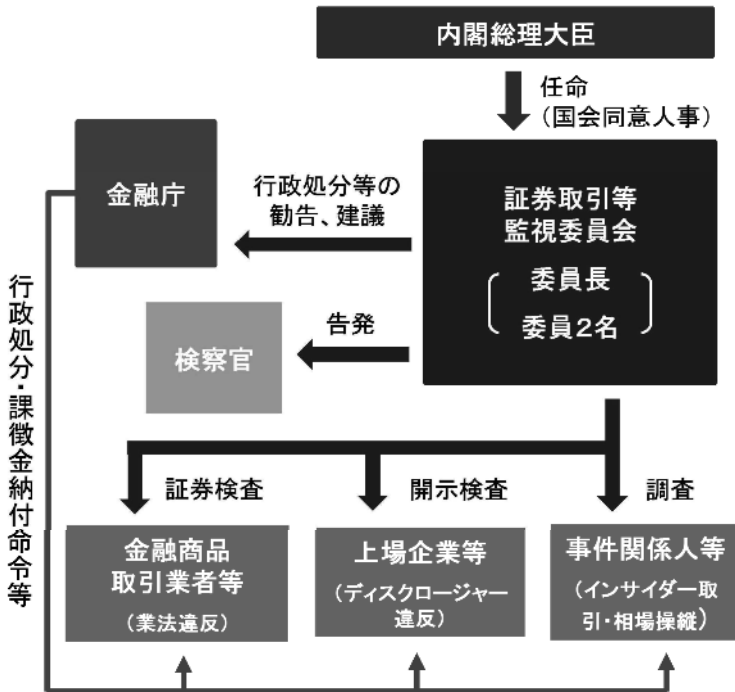 内閣総理大臣
任命
（国会同意人事）
金融庁
行政処分等の
勧告、建議
証券取引等
監視委員会
委員長
委員2名
検察官
告発
行政処分・課徴金納付命令等
証券検査
開示検査
調査
金融商品
取引業者等
（業法違反）
上場企業等
（ディスクロージャー
違反）
事件関係人等
（インサイダー取
引・相場操縦）